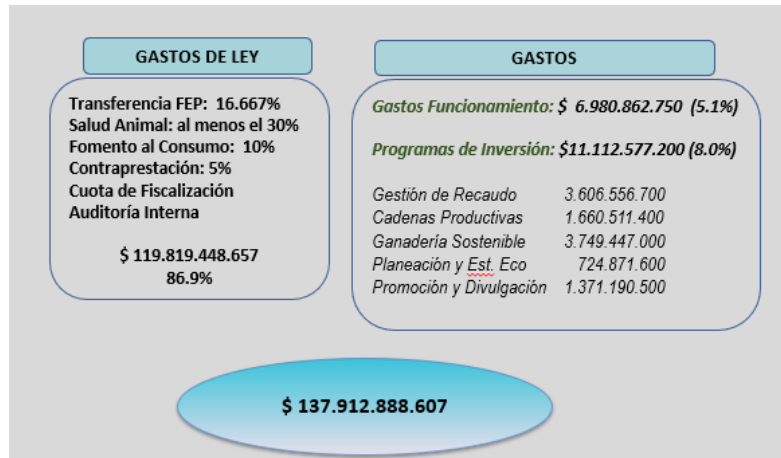 GASTOS DE LEY
Transferencia FEP: 16.667%
Salud Animal: al menos el 30%
Fomento al Consumo: 10%
Contraprestación: 5%
Cuota de Fiscalización
Auditoría Interna
$ 119.819.448.657
86.9%
GASTOS
Gastos Funcionamiento: $ 6.980.862.750 (5.1%)
Programas de Inversión: $11.112.577.200 (8.0%)
Gestión de Recaudo 3.606.556.700
Cadenas Productivas 1.660.511.400
Ganadería Sostenible 3.749.447.000
Planeación y Est. Eco 724.871.600
Promoción y Divulgación 1.371.190.500
$ 137.912.888.607